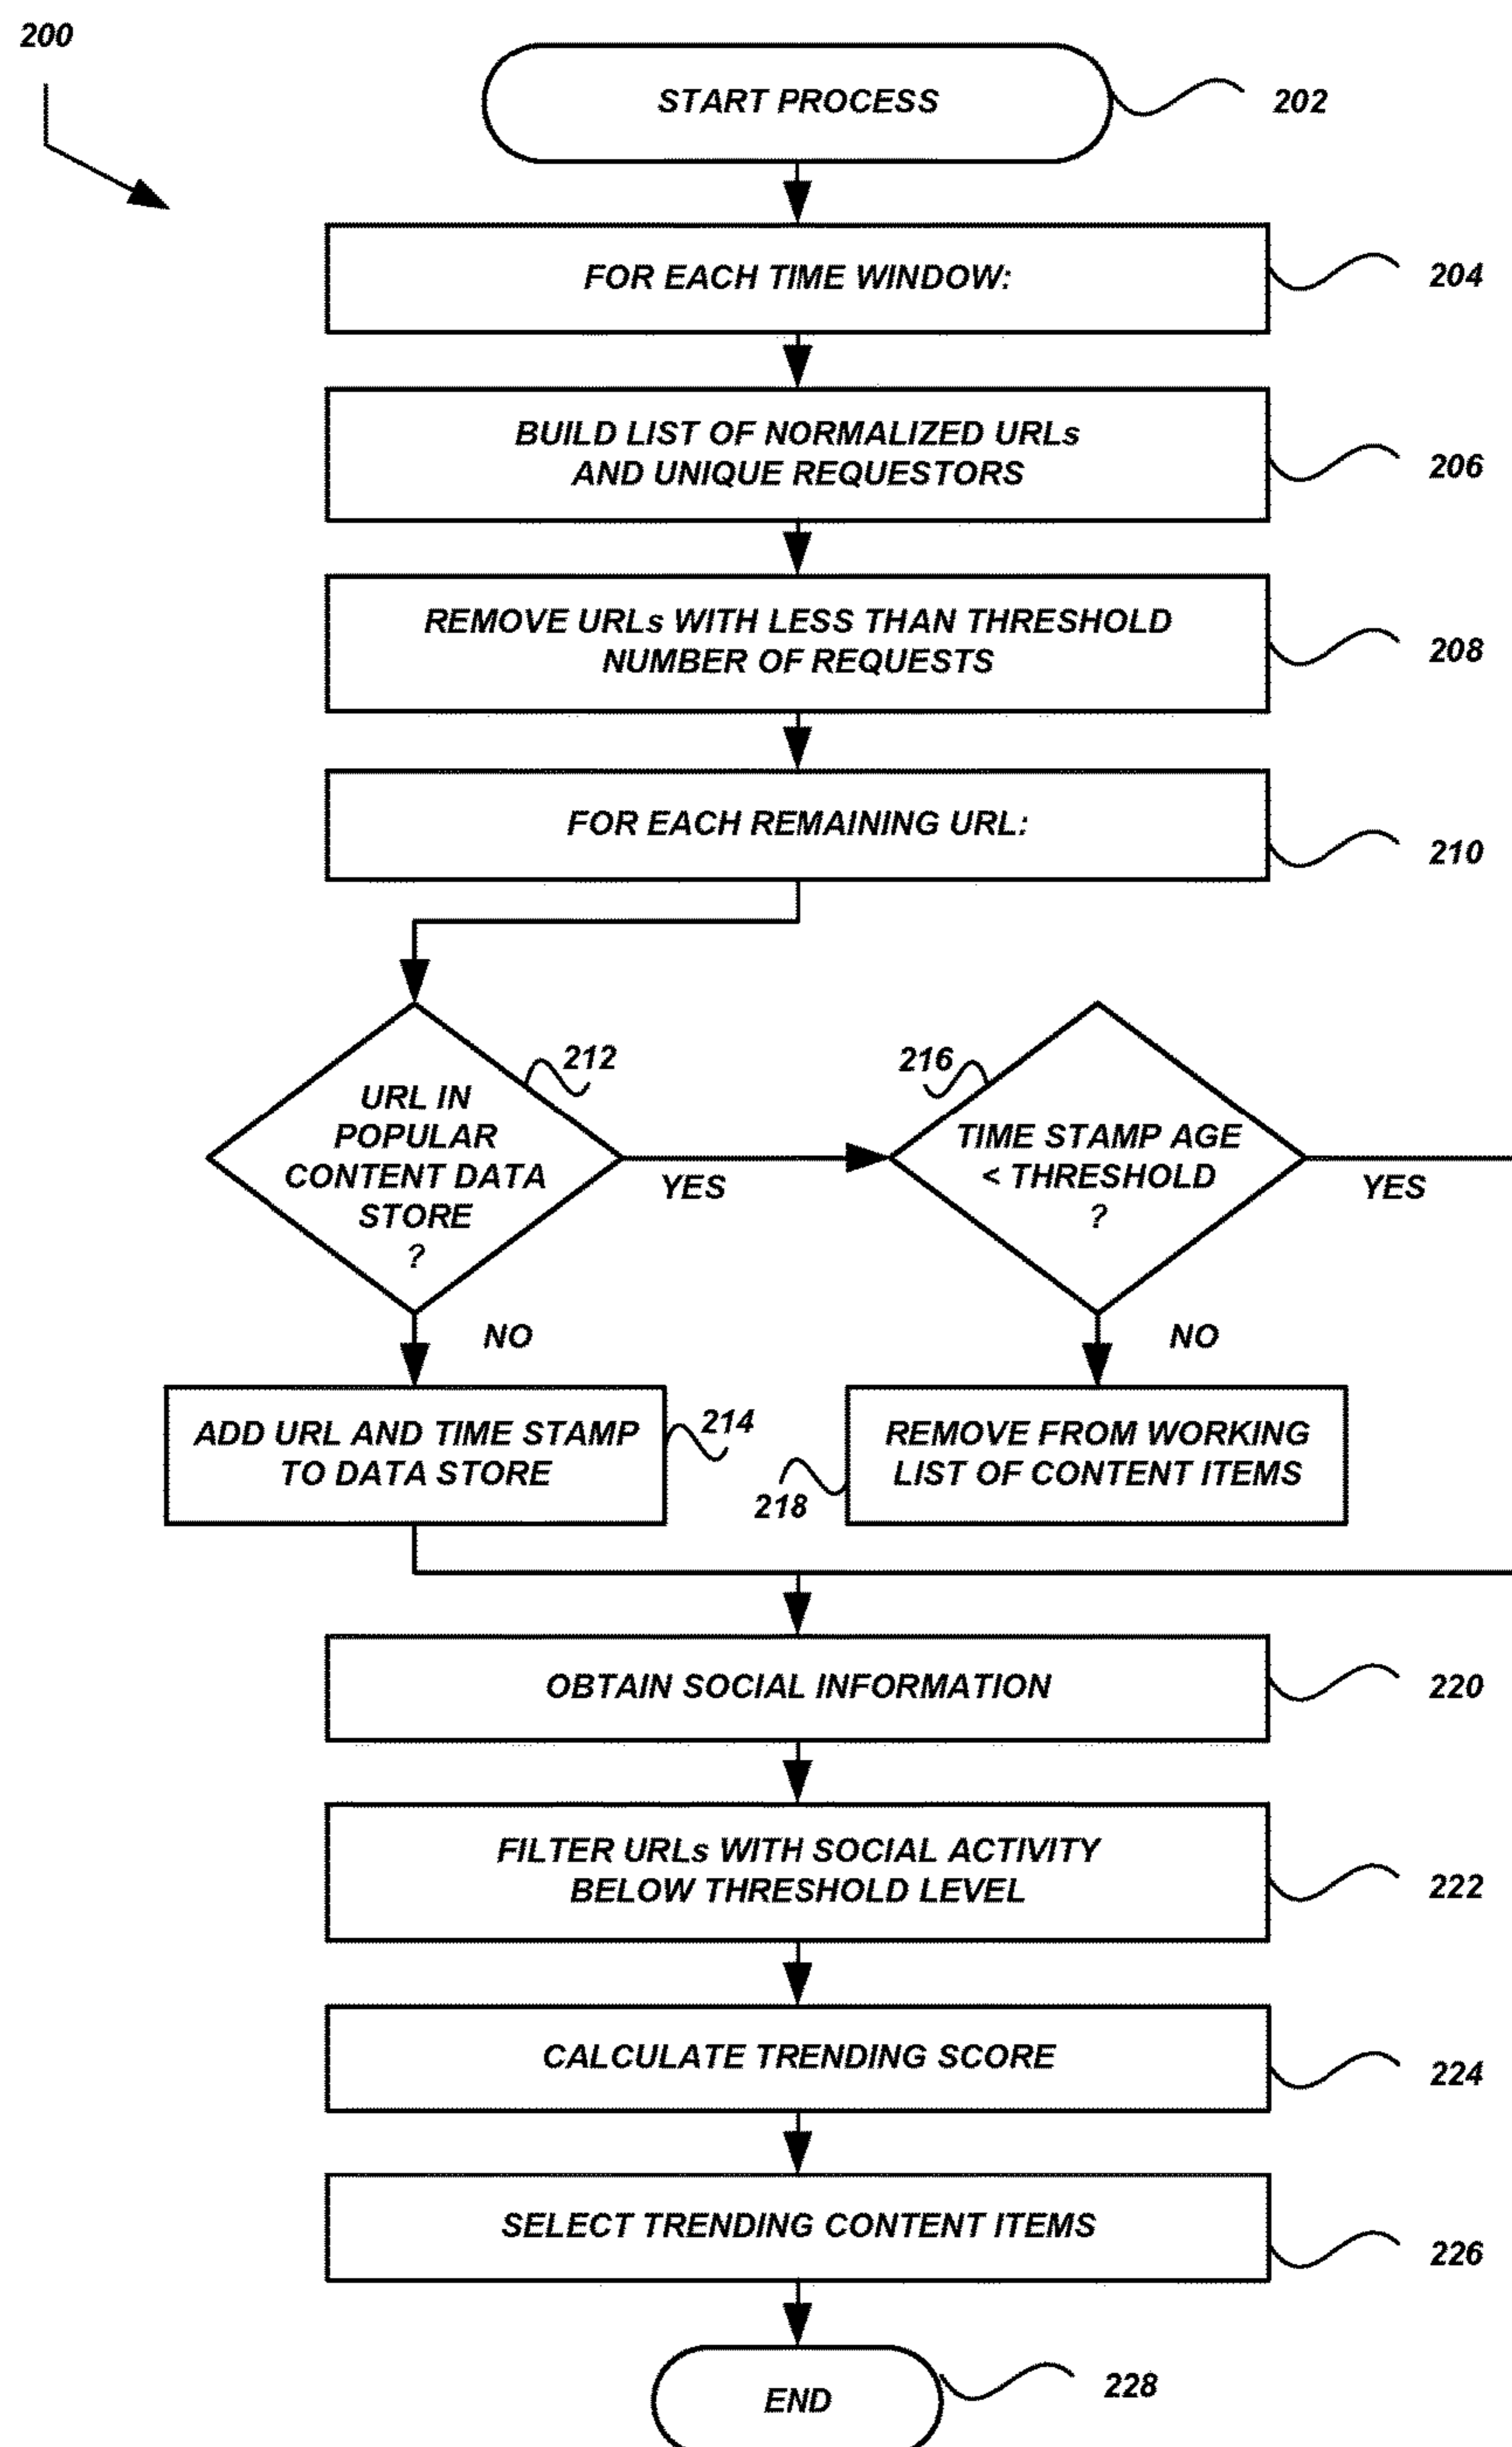 200
START PROCESS
202
FOR EACH TIME WINDOW:
204
BUILD LIST OF NORMALIZED URLs
AND UNIQUE REQUESTORS
206
REMOVE URLs WITH LESS THAN THRESHOLD
NUMBER OF REQUESTS
208
FOR EACH REMAINING URL:
210
212
URL IN
POPULAR
CONTENT DATA
STORE
?
YES
NO
216
TIME STAMP AGE
< THRESHOLD
?
YES
NO
ADD URL AND TIME STAMP
TO DATA STORE
214
REMOVE FROM WORKING
LIST OF CONTENT ITEMS
218
OBTAIN SOCIAL INFORMATION
220
FILTER URLs WITH SOCIAL ACTIVITY
BELOW THRESHOLD LEVEL
222
CALCULATE TRENDING SCORE
224
SELECT TRENDING CONTENT ITEMS
226
END
228